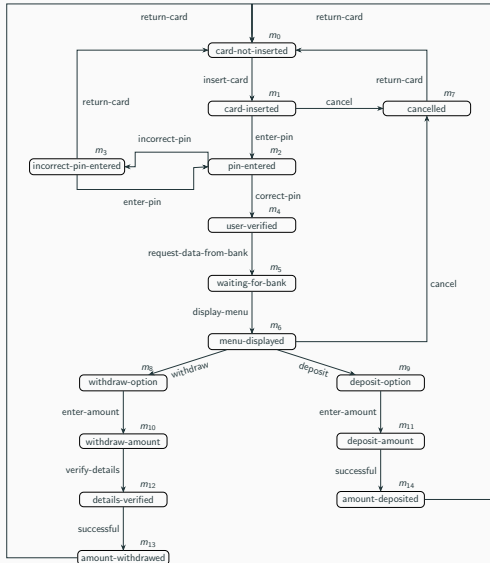 return-card
return-card
m0
card-not-inserted
insert-card
return-card
m1
m7
card-inserted
cancel
cancelled
return-card
enter-pin
incorrect-pin
m3
m2
incorrect-pin-entered
pin-entered
enter-pin
correct-pin
m4
user-verified
request-data-from-bank
m5
waiting-for-bank
cancel
display-menu
m6
menu-displayed
m8
withdraw
deposit
m9
withdraw-option
deposit-option
enter-amount
enter-amount
m10
m11
withdraw-amount
deposit-amount
verify-details
successful
m12
m14
details-verified
amount-deposited
successful
m13
amount-withdrawed